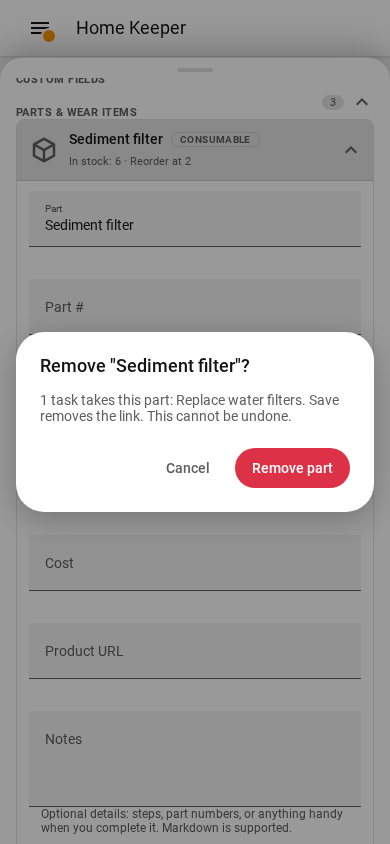 Home Keeper
CUSTOM FIELDS
PARTS & WEAR ITEMS
3
Sediment filter
CONSUMABLE
In stock: 6 · Reorder at 2
Part
Sediment filter
Part #
Remove "Sediment filter"?
1 task takes this part: Replace water filters. Save
removes the link. This cannot be undone.
Cancel
Remove part
Cost
Product URL
Notes
Optional details: steps, part numbers, or anything handy
when you complete it. Markdown is supported.